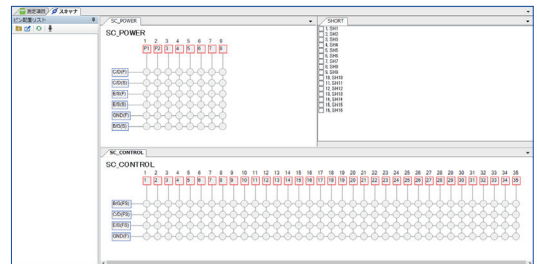 測定項目 スキャナ
ピン配置リスト
SC_POWER
SC_POWER
1 2 3 4 5 6 7 8
P1 P2 3 4 5 6 7 8
C/D(F)
C/D(S)
E/S(F)
E/S(S)
GND(F)
B/G(S)
SHORT
1, SH1
2, SH2
3, SH3
4, SH4
5, SH5
6, SH6
7, SH7
8, SH8
9, SH9
10, SH10
11, SH11
12, SH12
13, SH13
14, SH14
15, SH15
16, SH16
SC_CONTROL
SC_CONTROL
1 2 3 4 5 6 7 8 9 10 11 12 13 14 15 16 17 18 19 20 21 22 23 24 25 26 27 28 29 30 31 32 33 34 35
1 2 3 4 5 6 7 8 9 10 11 12 13 14 15 16 17 18 19 20 21 22 23 24 25 26 27 28 29 30 31 32 33 34 35
B/G(FS)
C/D(FS)
E/S(FS)
GND(F)